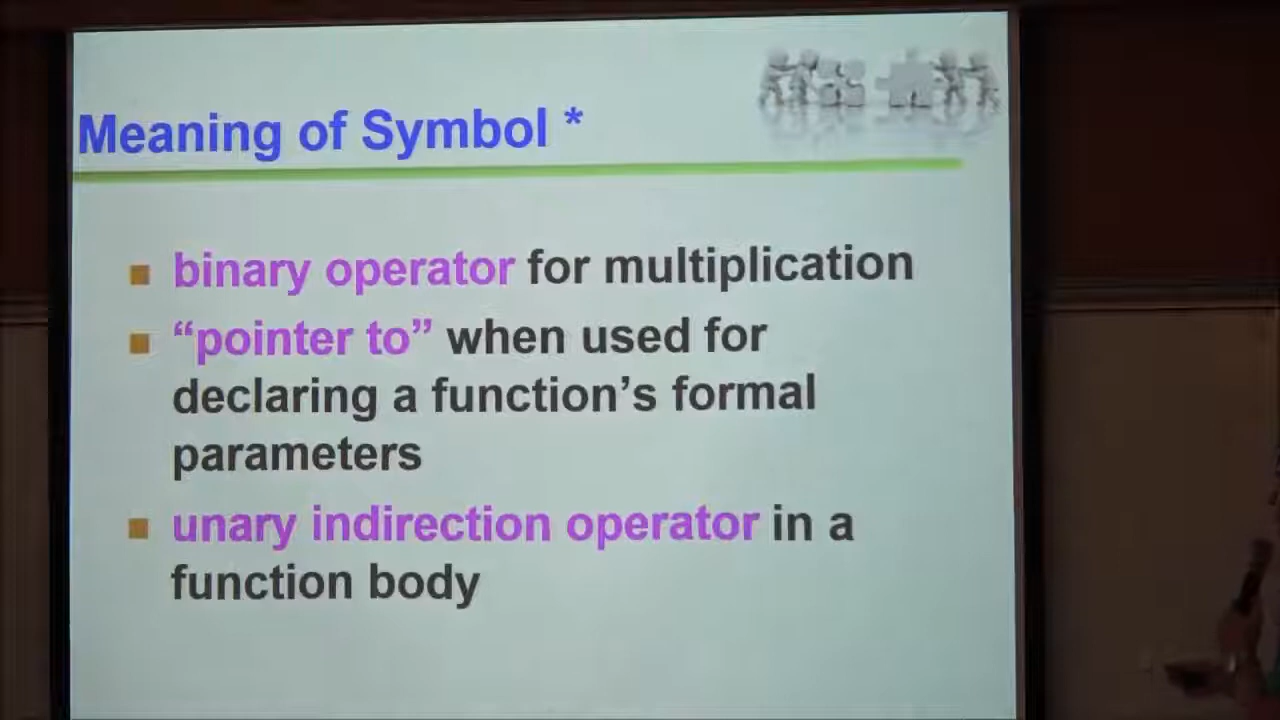 Meaning of Symbol *
binary operator for multiplication
“pointer to” when used for
declaring a function’s formal
parameters
unary indirection operator in a
function body